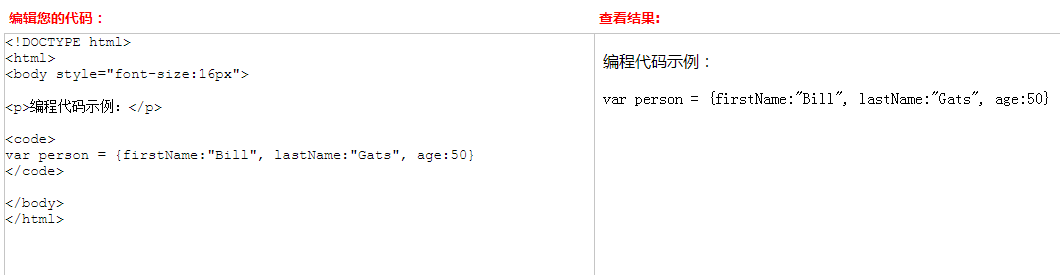 编辑您的代码：
查看结果:
<!DOCTYPE html>
<html>
<body style="font-size:16px">
<p>编程代码示例：</p>
<code>
var person = {firstName:"Bill", lastName:"Gats", age:50}
</code>
</body>
</html>
编程代码示例：
var person = {firstName:"Bill", lastName:"Gats", age:50}